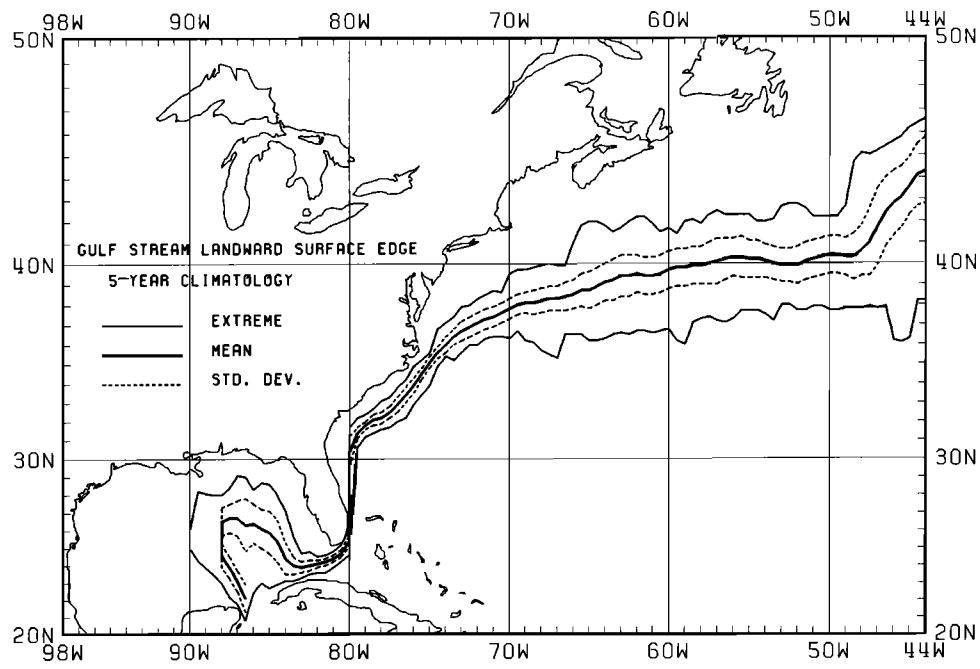 98W 90W 80W 70W 60W 50W 44W
50N 50N
GULF STREAM LANDWARD SURFACE EDGE
40N 40N
5-YEAR CLIMATOLOGY
EXTREME
MEAN
STD. DEV.
30N 30N
20N 20N
98W 90W 80W 70W 60W 50W 44W